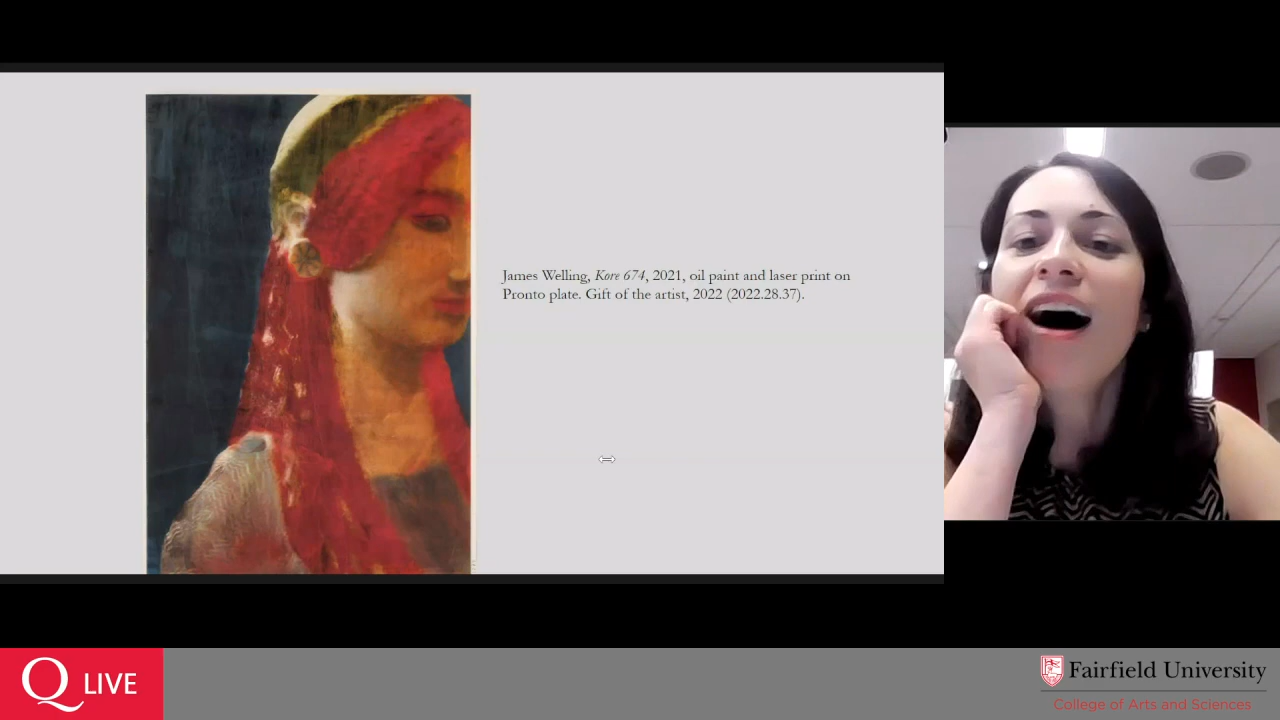 James Welling, Kore 674, 2021, oil paint and laser print on
Pronto plate. Gift of the artist, 2022 (2022.28.37).
Q LIVE
Fairfield University
College of Arts and Sciences